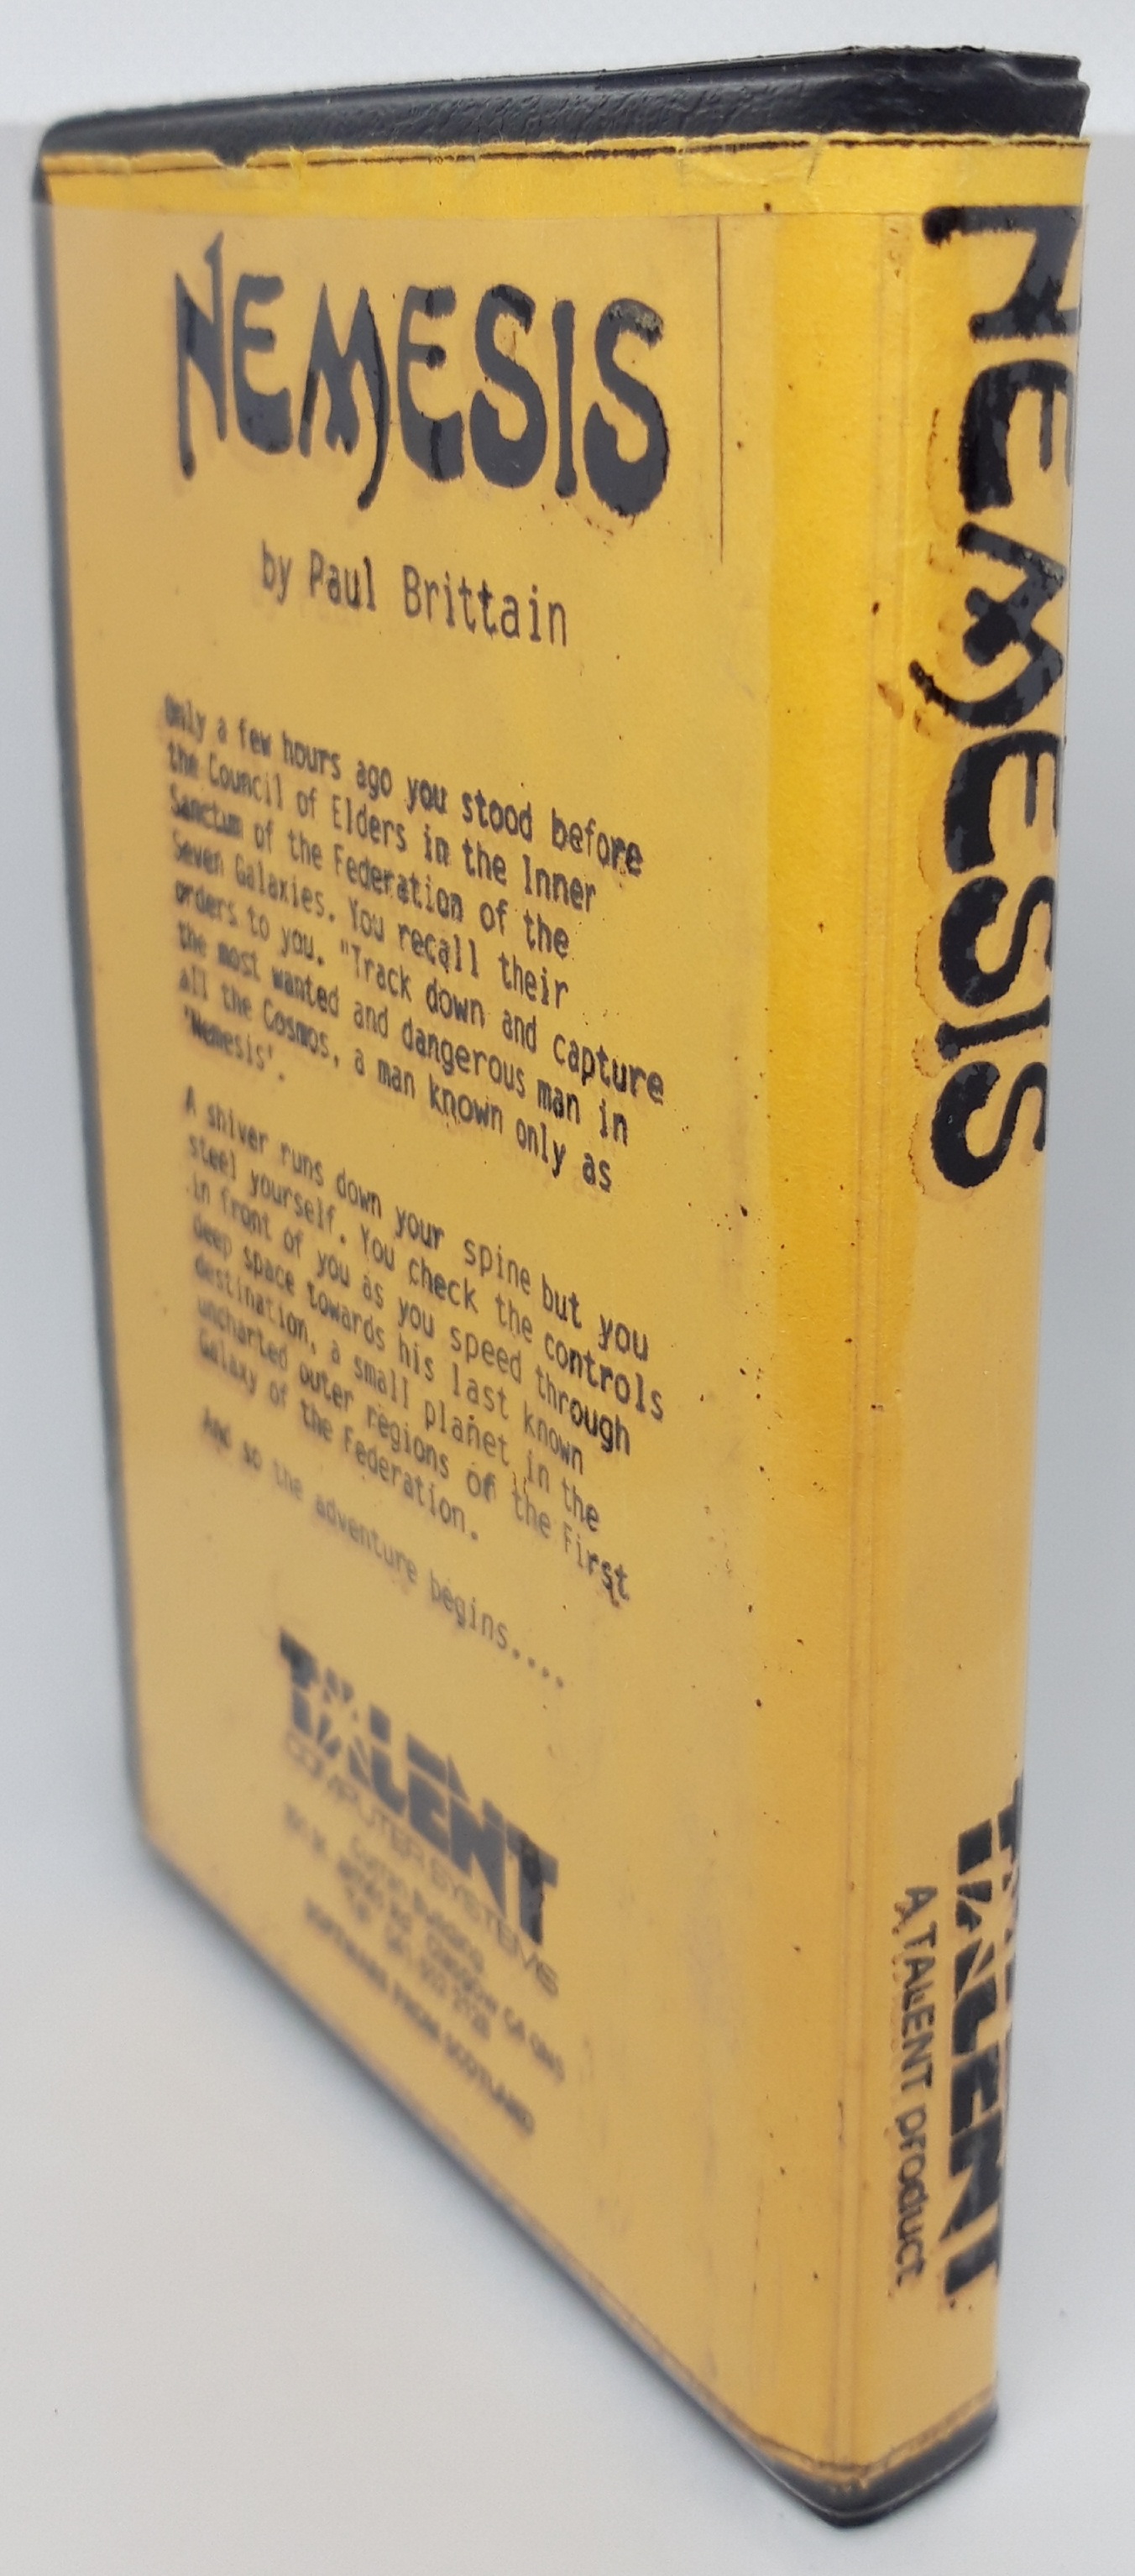 NEMESIS
by Paul Brittain
Only a few hours ago you stood before
the Council of Elders in the Inner
Sanctum of the Federation of the
Seven Galaxies. You recall their
orders to you. "Track down and capture
the most wanted and dangerous man in
all the Cosmos, a man known only as
'Nemesis'.
A shiver runs down your spine but you
steel yourself. You check the controls
in front of you as you speed through
deep space towards his last known
destination, a small planet in the
uncharted outer regions of the First
Galaxy of the Federation.
And so the adventure begins....
TALENT
COMPUTER SYSTEMS
Curran Building
SOFTWARE FROM SCOTLAND
NEMESIS
TALENT
A TALENT product